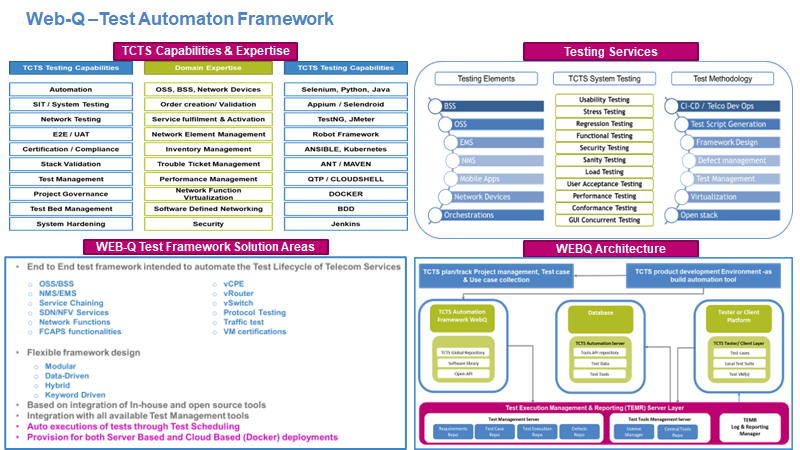 Web-Q –Test Automaton Framework
TCTS Capabilities & Expertise
TCTS Testing Capabilities
Domain Expertise
TCTS Testing Capabilities
Automation
OSS, BSS, Network Devices
Selenium, Python, Java
SIT / System Testing
Order creation/ Validation
Appium / Selendroid
Network Testing
Service fulfilment & Activation
TestNG, JMeter
E2E / UAT
Network Element Management
Robot Framework
Certification / Compliance
Inventory Management
ANSIBLE, Kubernetes
Stack Validation
Trouble Ticket Management
ANT / MAVEN
Test Management
Performance Management
QTP / CLOUDSHELL
Project Governance
Network Function
Virtualization
DOCKER
Test Bed Management
Software Defined Networking
BDD
System Hardening
Security
Jenkins
Testing Services
Testing Elements
BSS
OSS
EMS
NMS
Mobile Apps
Network Devices
Orchestrations
TCTS System Testing
Usability Testing
Stress Testing
Regression Testing
Functional Testing
Security Testing
Sanity Testing
Load Testing
User Acceptance Testing
Performance Testing
Conformance Testing
GUI Concurrent Testing
Test Methodology
CI-CD / Telco Dev Ops
Test Script Generation
Framework Design
Defect management
Test Management
Virtualization
Open stack
WEB-Q Test Framework Solution Areas
• End to End test framework intended to automate the Test Lifecycle of Telecom Services
o OSS/BSS
o NMS/EMS
o Service Chaining
o SDN/NFV Services
o Network Functions
o FCAPS functionalities
o vCPE
o vRouter
o vSwitch
o Protocol Testing
o Traffic test
o VM certifications
• Flexible framework design
o Modular
o Data-Driven
o Hybrid
o Keyword Driven
• Based on integration of In-house and open source tools
• Integration with all available Test Management tools
• Auto executions of tests through Test Scheduling
• Provision for both Server Based and Cloud Based (Docker) deployments
WEBQ Architecture
TCTS plan/track Project management, Test case
& Use case collection
TCTS product development Environment -as
build automation tool
TCTS Automation
Framework WebQ
TCTS Global Repository
Software library
Open API
Database
TCTS Automation Server
Tools API repository
Test Data
Test Tools
Tester or Client
Platform
TCTS Tester/ Client Layer
Test cases
Local Test Suite
Test VM(s)
Test Execution Management & Reporting (TEMR) Server Layer
Test Management Server
Requirements
Repo
Test Case
Repo
Test Execution
Repo
Defects
Repo
Test Tools Management Server
License
Manager
Central Tools
Repo
TEMR
Log & Reporting
Manager